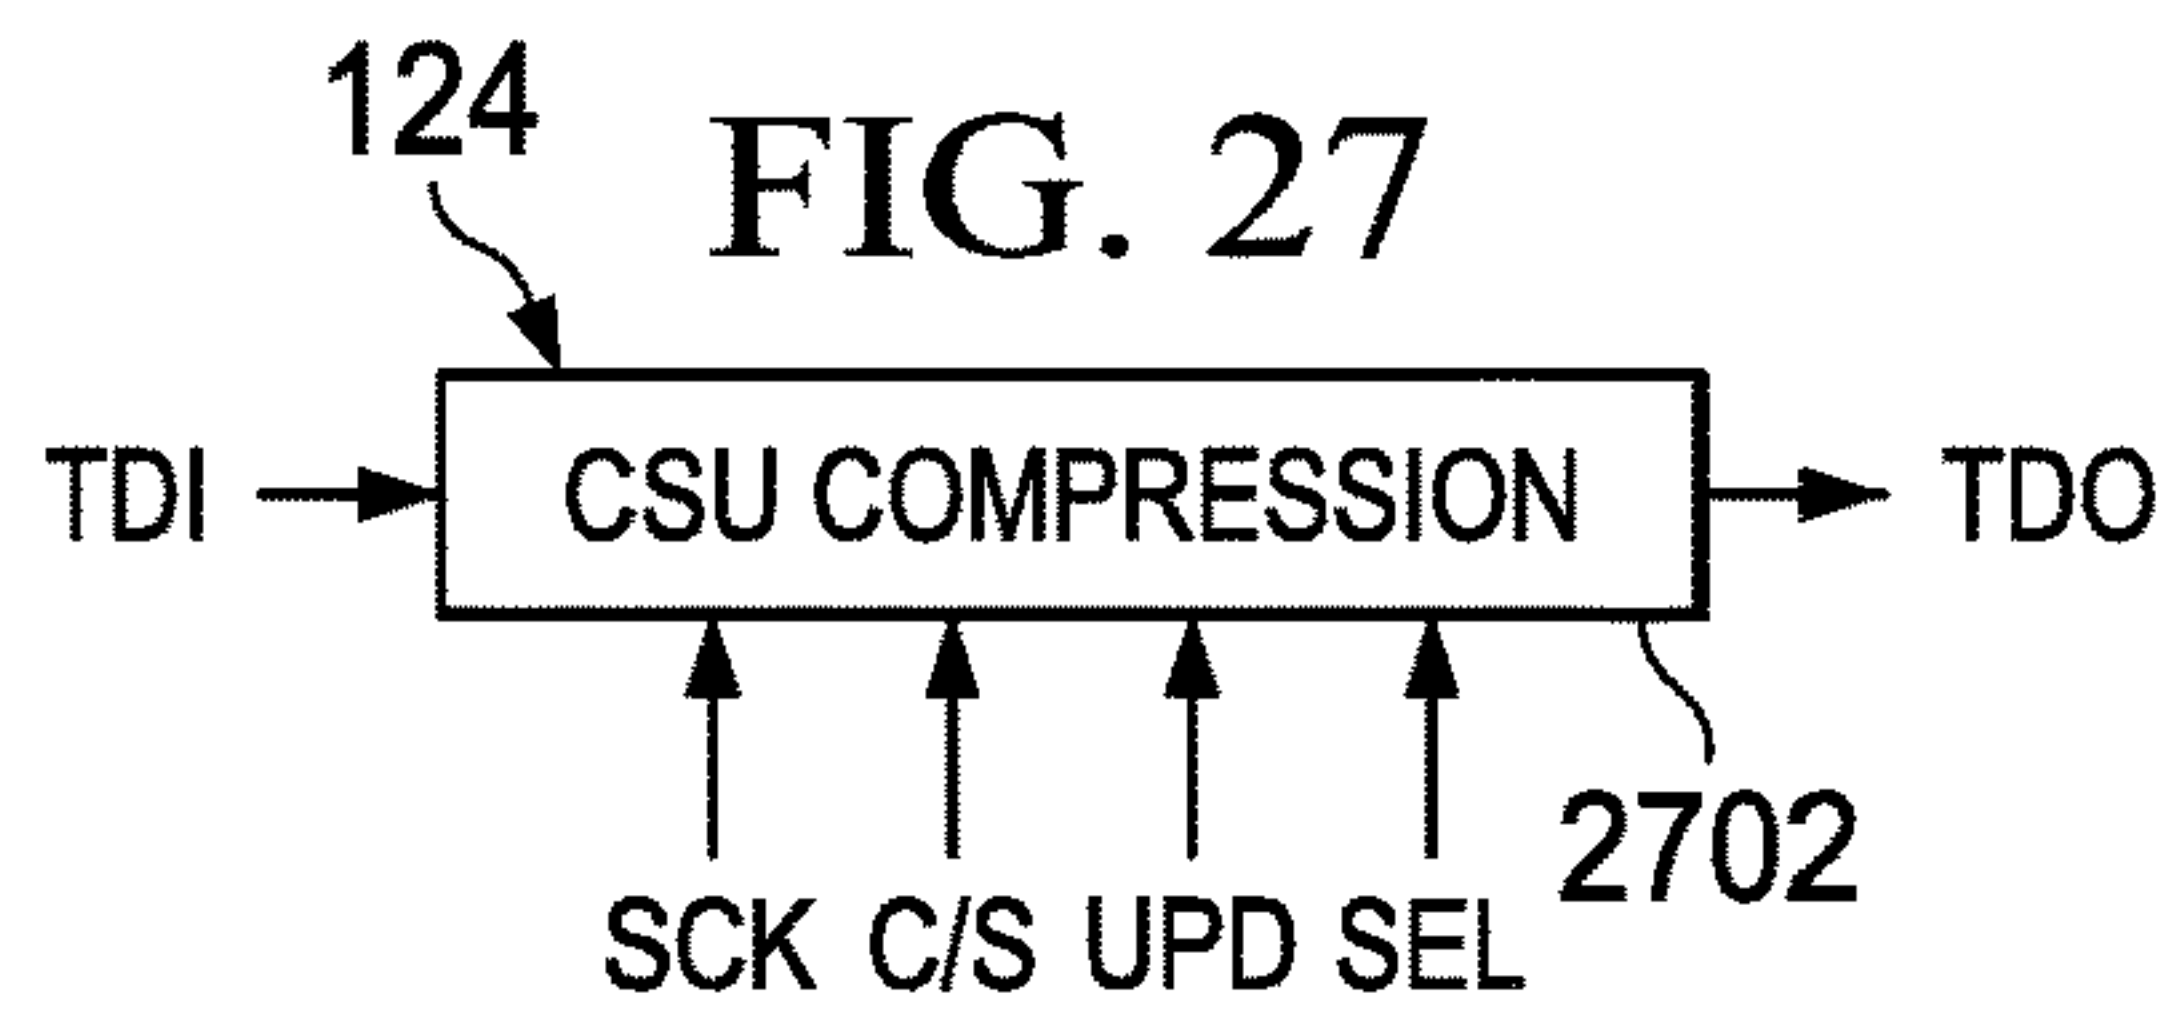 124
FIG. 27
TDI
CSU COMPRESSION
TDO
SCK C/S UPD SEL
2702